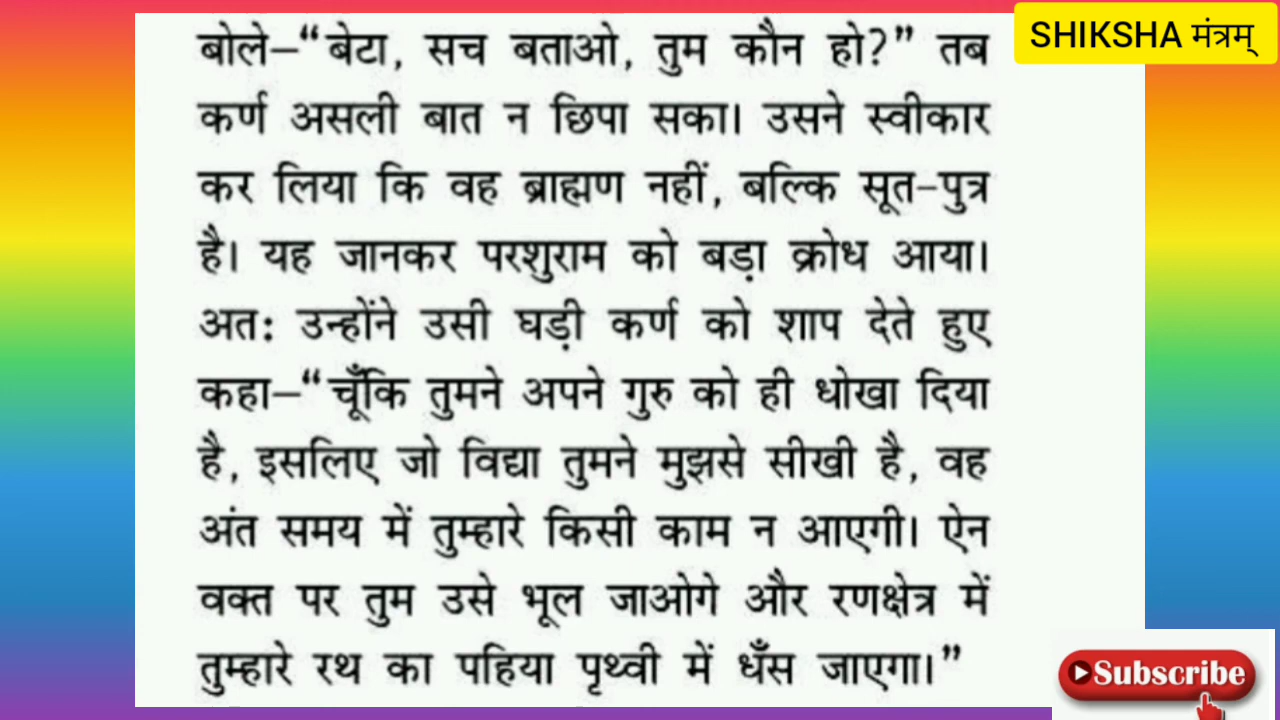 SHIKSHA मंत्रम्
बोले–“बेटा, सच बताओ, तुम कौन हो?” तब
कर्ण असली बात न छिपा सका। उसने स्वीकार
कर लिया कि वह ब्राह्मण नहीं, बल्कि सूत-पुत्र
है। यह जानकर परशुराम को बड़ा क्रोध आया।
अतः उन्होंने उसी घड़ी कर्ण को शाप देते हुए
कहा–“चूँकि तुमने अपने गुरु को ही धोखा दिया
है, इसलिए जो विद्या तुमने मुझसे सीखी है, वह
अंत समय में तुम्हारे किसी काम न आएगी। ऐन
वक्त पर तुम उसे भूल जाओगे और रणक्षेत्र में
तुम्हारे रथ का पहिया पृथ्वी में धँस जाएगा।”
Subscribe